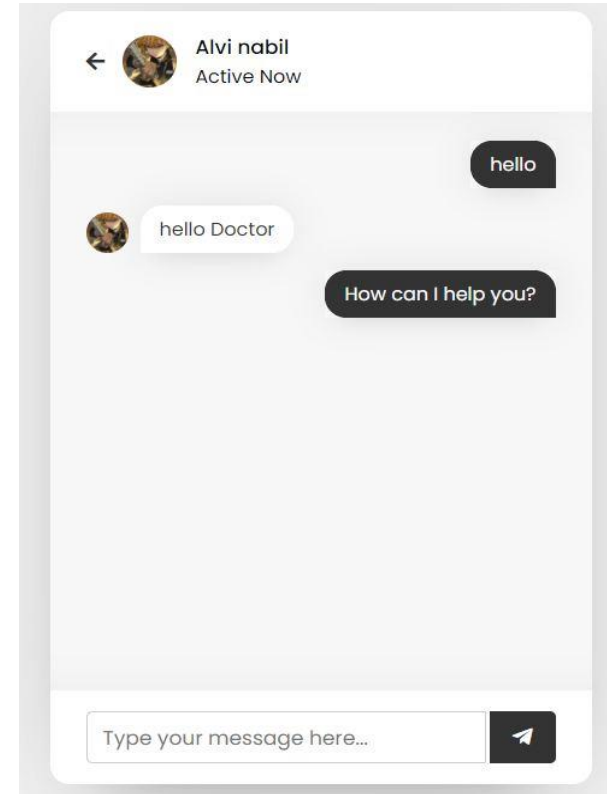 Alvi nabil
Active Now
hello
hello Doctor
How can I help you?
Type your message here...